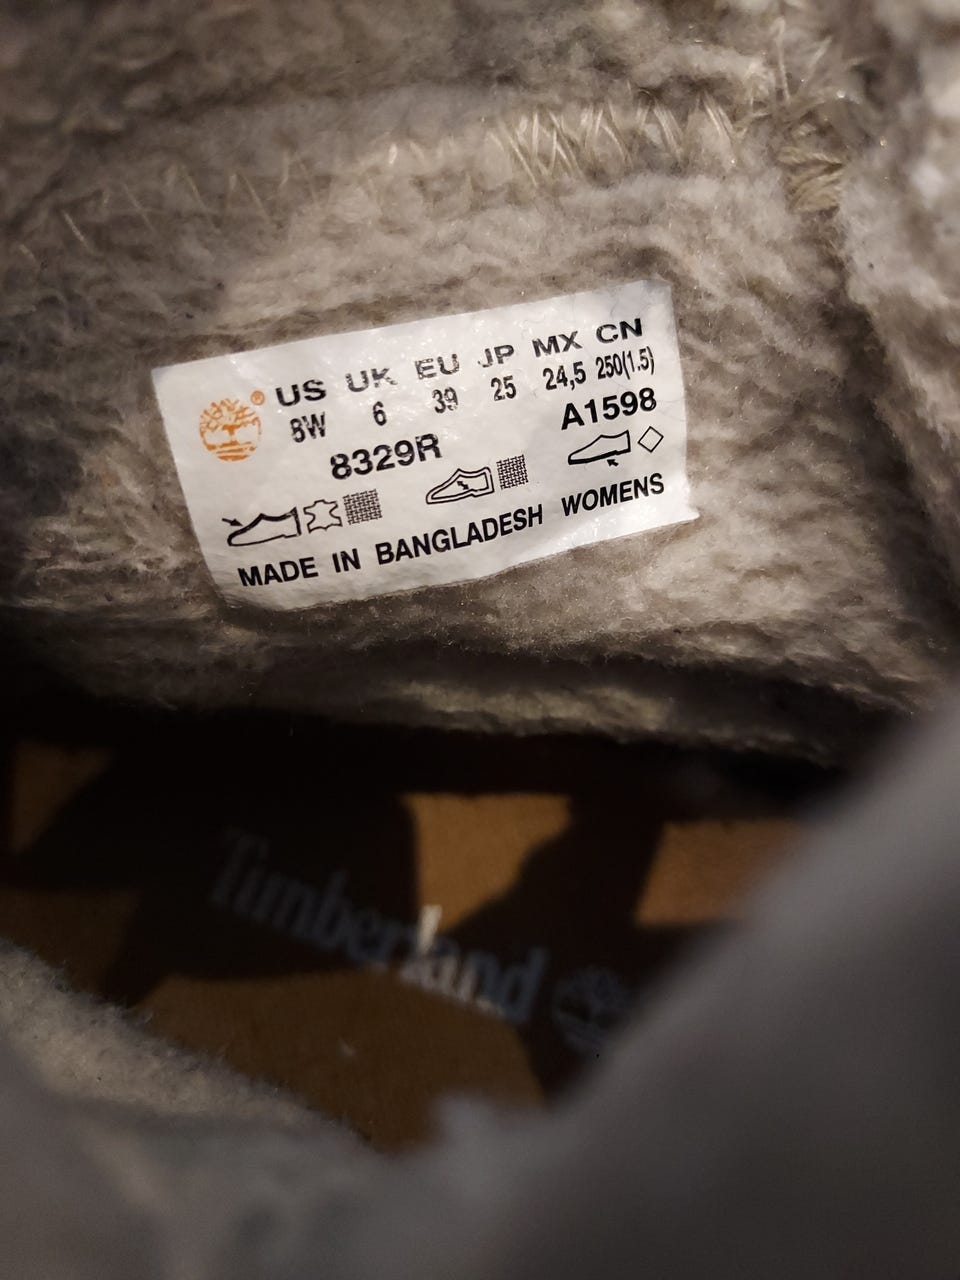 ® US UK EU JP MX CN
8W 6 39 25 24,5 250(1.5)
8329R A1598
MADE IN BANGLADESH WOMENS
Timberland